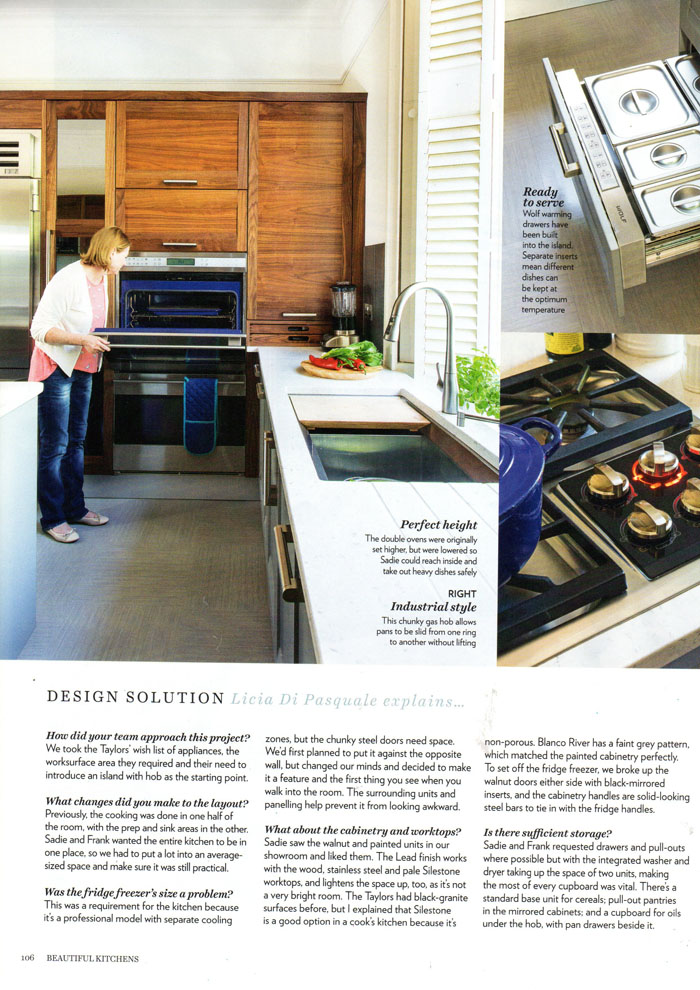 Ready
to serve
Wolf warming
drawers have
been built
into the island.
Separate inserts
mean different
dishes can
be kept at
the optimum
temperature
WOLF
Perfect height
The double ovens were originally
set higher, but were lowered so
Sadie could reach inside and
take out heavy dishes safely
RIGHT
Industrial style
This chunky gas hob allows
pans to be slid from one ring
to another without lifting
DESIGN SOLUTION Licia Di Pasquale explains...
How did your team approach this project?
We took the Taylors' wish list of appliances, the
worksurface area they required and their need to
introduce an island with hob as the starting point.
What changes did you make to the layout?
Previously, the cooking was done in one half of
the room, with the prep and sink areas in the other.
Sadie and Frank wanted the entire kitchen to be in
one place, so we had to put a lot into an average-
sized space and make sure it was still practical.
Was the fridge freezer's size a problem?
This was a requirement for the kitchen because
it's a professional model with separate cooling
zones, but the chunky steel doors need space.
We'd first planned to put it against the opposite
wall, but changed our minds and decided to make
it a feature and the first thing you see when you
walk into the room. The surrounding units and
panelling help prevent it from looking awkward.
What about the cabinetry and worktops?
Sadie saw the walnut and painted units in our
showroom and liked them. The Lead finish works
with the wood, stainless steel and pale Silestone
worktops, and lightens the space up, too, as it's not
a very bright room. The Taylors had black-granite
surfaces before, but I explained that Silestone
is a good option in a cook's kitchen because it's
non-porous. Blanco River has a faint grey pattern,
which matched the painted cabinetry perfectly.
To set off the fridge freezer, we broke up the
walnut doors either side with black-mirrored
inserts, and the cabinetry handles are solid-looking
steel bars to tie in with the fridge handles.
Is there sufficient storage?
Sadie and Frank requested drawers and pull-outs
where possible but with the integrated washer and
dryer taking up the space of two units, making
the most of every cupboard was vital. There's a
standard base unit for cereals; pull-out pantries
in the mirrored cabinets; and a cupboard for oils
under the hob, with pan drawers beside it.
106 BEAUTIFUL KITCHENS